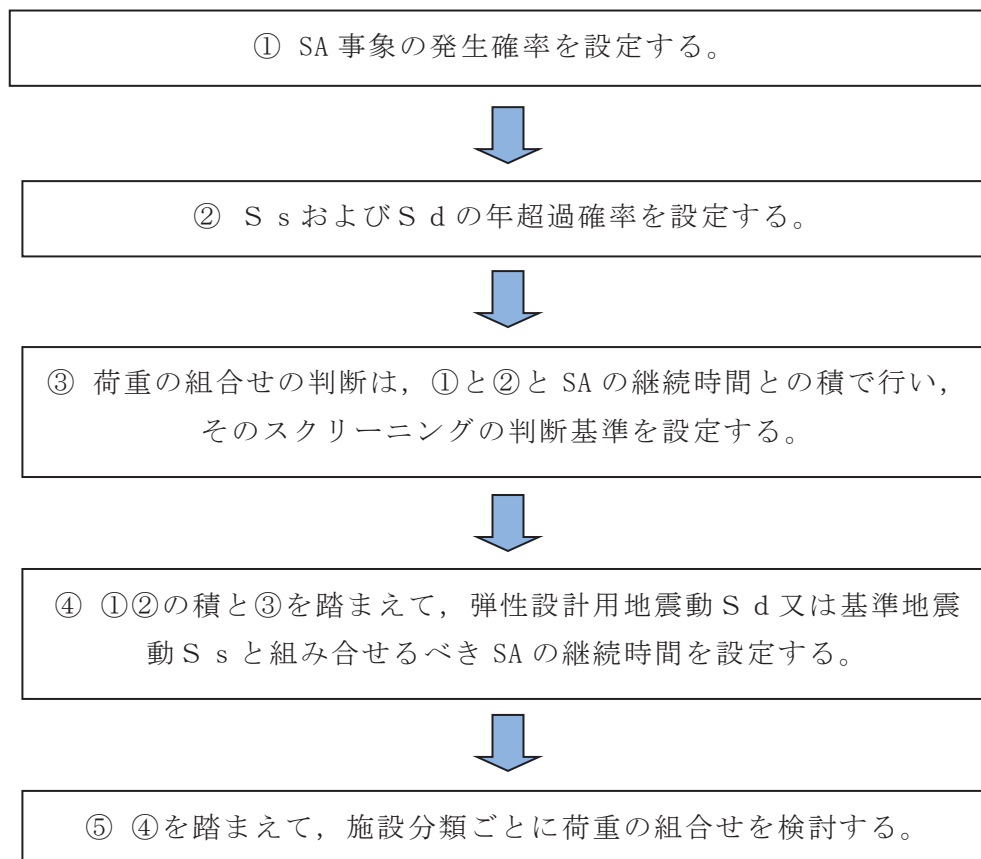 ① SA 事象の発生確率を設定する。
② Ｓｓおよび Ｓｄの年超過確率を設定する。
③ 荷重の組合せの判断は，①と②と SA の継続時間との積で行い，
そのスクリーニングの判断基準を設定する。
④ ①②の積と③を踏まえて，弾性設計用地震動Ｓｄ又は基準地震
動Ｓｓと組み合せるべき SA の継続時間を設定する。
⑤ ④を踏まえて，施設分類ごとに荷重の組合せを検討する。